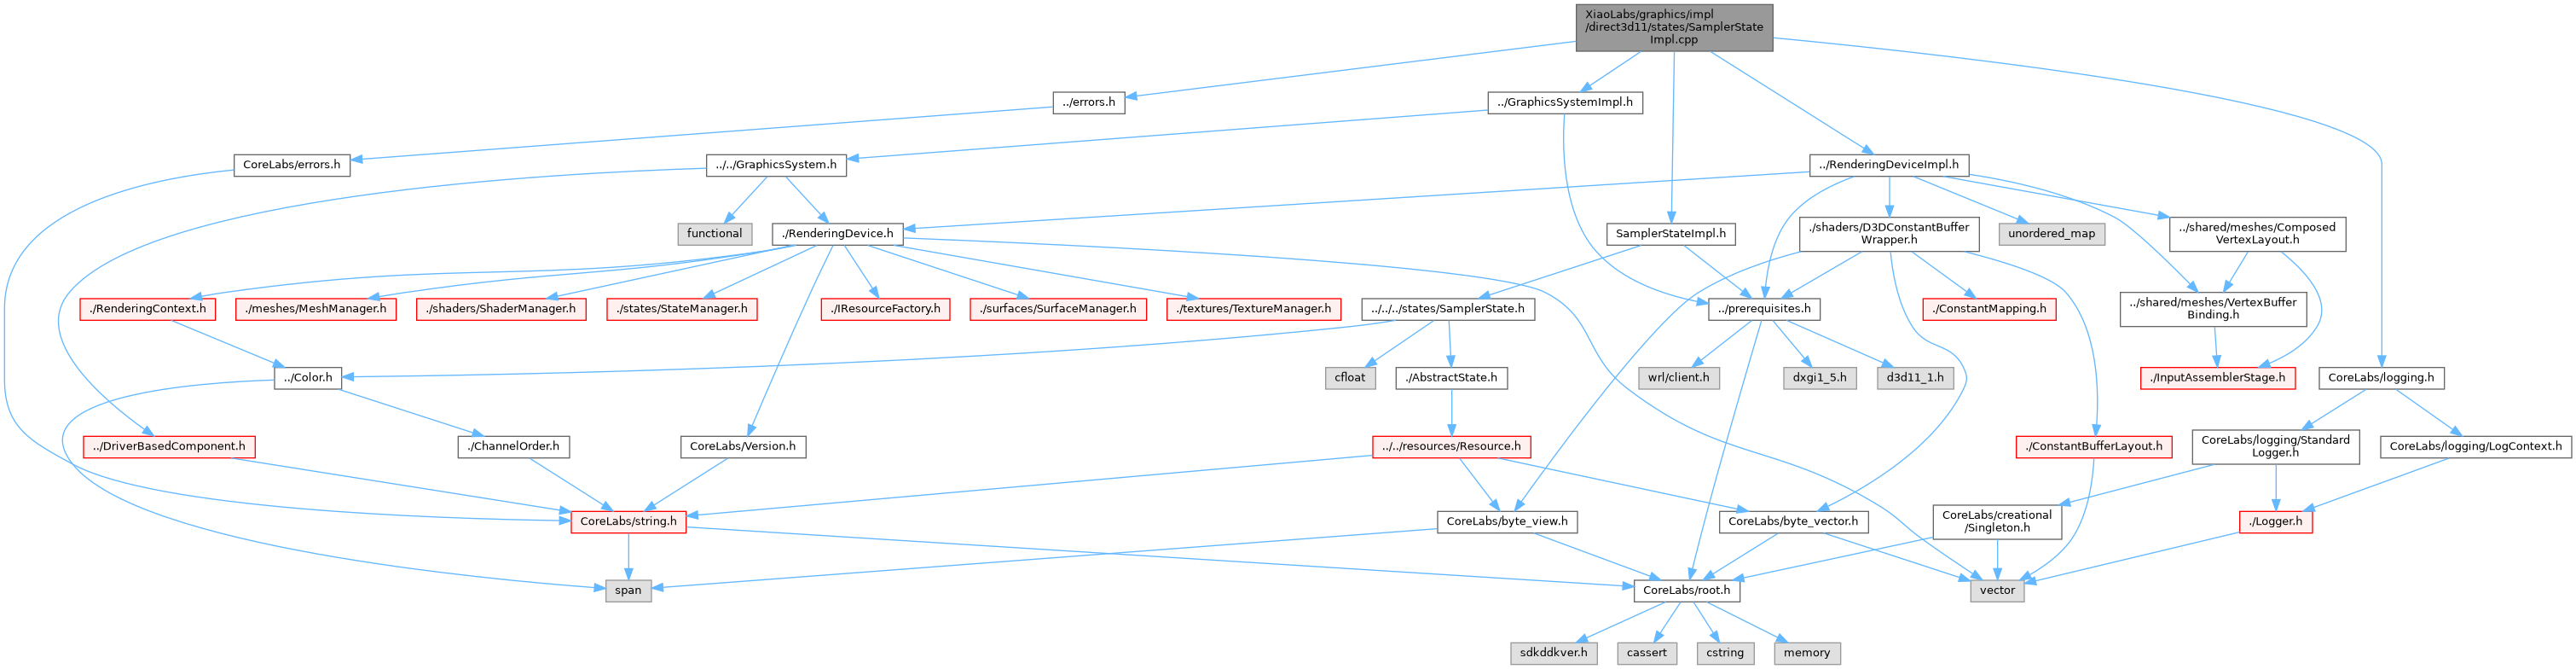 XiaoLabs/graphics/impl
/direct3d11/states/SamplerState
Impl.cpp
../errors.h
../GraphicsSystemImpl.h
CoreLabs/errors.h
../../GraphicsSystem.h
../RenderingDeviceImpl.h
functional
./RenderingDevice.h
SamplerStateImpl.h
./shaders/D3DConstantBuffer
Wrapper.h
unordered_map
../shared/meshes/Composed
VertexLayout.h
./RenderingContext.h
./meshes/MeshManager.h
./shaders/ShaderManager.h
./states/StateManager.h
./IResourceFactory.h
./surfaces/SurfaceManager.h
./textures/TextureManager.h
../../../states/SamplerState.h
../prerequisites.h
./ConstantMapping.h
../shared/meshes/VertexBuffer
Binding.h
../Color.h
cfloat
./AbstractState.h
wrl/client.h
dxgi1_5.h
d3d11_1.h
./InputAssemblerStage.h
CoreLabs/logging.h
../DriverBasedComponent.h
./ChannelOrder.h
CoreLabs/Version.h
../../resources/Resource.h
./ConstantBufferLayout.h
CoreLabs/logging/Standard
Logger.h
CoreLabs/logging/LogContext.h
CoreLabs/string.h
CoreLabs/byte_view.h
CoreLabs/byte_vector.h
CoreLabs/creational
/Singleton.h
./Logger.h
span
CoreLabs/root.h
vector
sdkddkver.h
cassert
cstring
memory